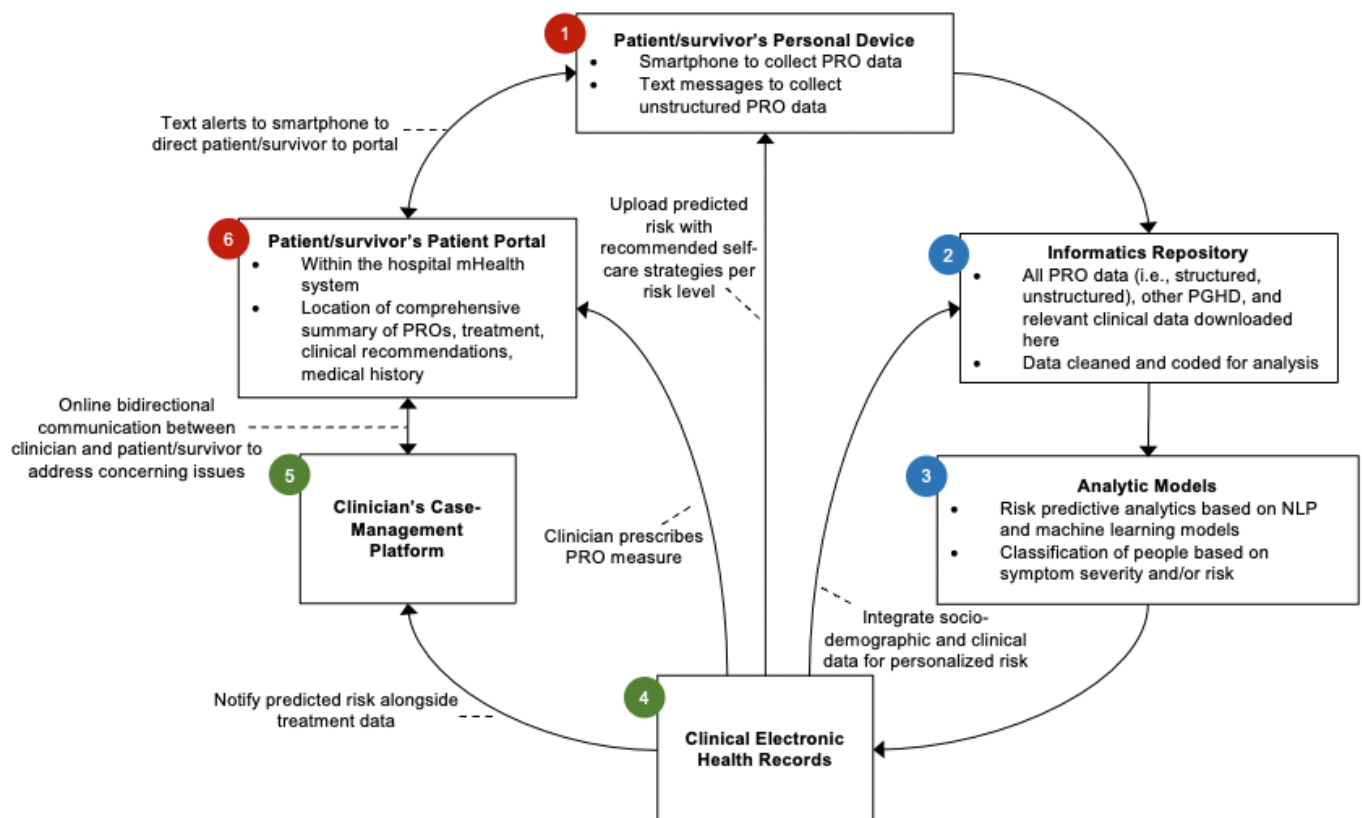 1
Patient/survivor's Personal Device
• Smartphone to collect PRO data
• Text messages to collect
unstructured PRO data
Text alerts to smartphone to
direct patient/survivor to portal
Upload predicted
risk with
recommended self-
care strategies per
risk level
6
Patient/survivor's Patient Portal
• Within the hospital mHealth
system
• Location of comprehensive
summary of PROs, treatment,
clinical recommendations,
medical history
2
Informatics Repository
• All PRO data (i.e., structured,
unstructured), other PGHD, and
relevant clinical data downloaded
here
• Data cleaned and coded for analysis
Online bidirectional
communication between
clinician and patient/survivor to
address concerning issues
5
Clinician's Case-
Management
Platform
Clinician prescribes
PRO measure
3
Analytic Models
• Risk predictive analytics based on NLP
and machine learning models
• Classification of people based on
symptom severity and/or risk
Integrate socio-
demographic and clinical
data for personalized risk
Notify predicted risk alongside
treatment data
4
Clinical Electronic
Health Records